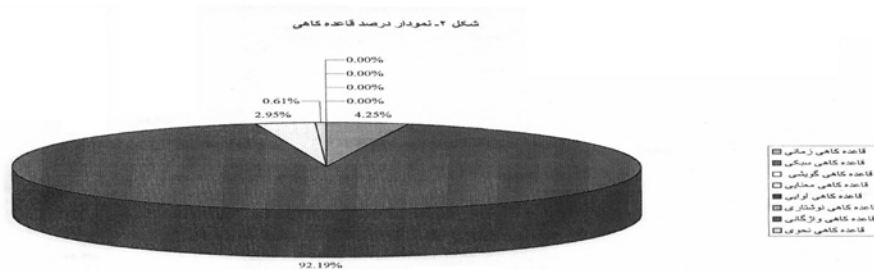 شکل ۲ـ نمودار درصد قاعده کاهی
0.00%
0.00%
0.00%
0.61% 0.00%
2.95% 4.25%
92.19%
قاعده کاهی زمانی
قاعده کاهی سبکی
قاعده کاهی گویشی
قاعده کاهی معنایی
قاعده کاهی اوایی
قاعده کاهی نوشتاری
قاعده کاهی واژگانی
قاعده کاهی نحوی